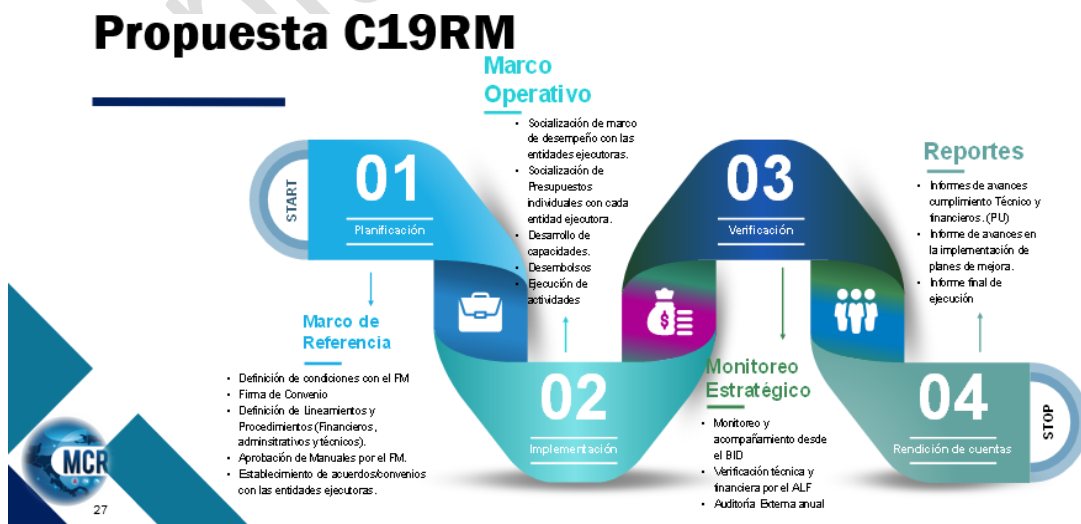 Propuesta C19RM
Marco
Operativo
• Socialización de marco
de desempeño con las
entidades ejecutoras.
• Socialización de
Presupuestos
individuales con cada
entidad ejecutora.
• Desarrollo de
capacidades.
• Desembolsos
• Ejecución de
actividades
START
01
Planificación
Marco de
Referencia
• Definición de condiciones con el FM
• Firma de Convenio
• Definición de Lineamientos y
Procedimientos (Financieros,
adminsitrativos y técnicos).
• Aprobación de Manuales por el FM.
• Establecimiento de acuerdos/convenios
con las entidades ejecutoras.
02
Implementación
03
Verificación
Monitoreo
Estratégico
• Monitoreo y
acompañamiento desde
el BID
• Verificación técnica y
financiera por el ALF
• Auditoría Externa anual
Reportes
• Informes de avances
cumplimiento Técnico y
financieros. (PU)
• Informe de avances en
la implementación de
planes de mejora.
• Informe final de
ejecución
04
Rendición de cuentas
STOP
MCR
27